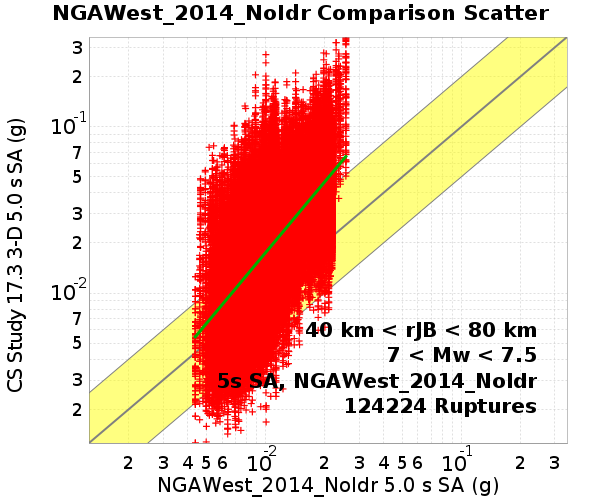 NGAWest_2014_NoIdr Comparison Scatter
CS Study 17.3 3-D 5.0 s SA (g)
3
2
10-1
7
5
3
2
10-2
7
5
3
2
40 km < rJB < 80 km
7 < Mw < 7.5
5s SA, NGAWest_2014_NoIdr
124224 Ruptures
2 3 4 5 6 10-2 2 3 4 5 6 10-1 2 3
NGAWest_2014_NoIdr 5.0 s SA (g)